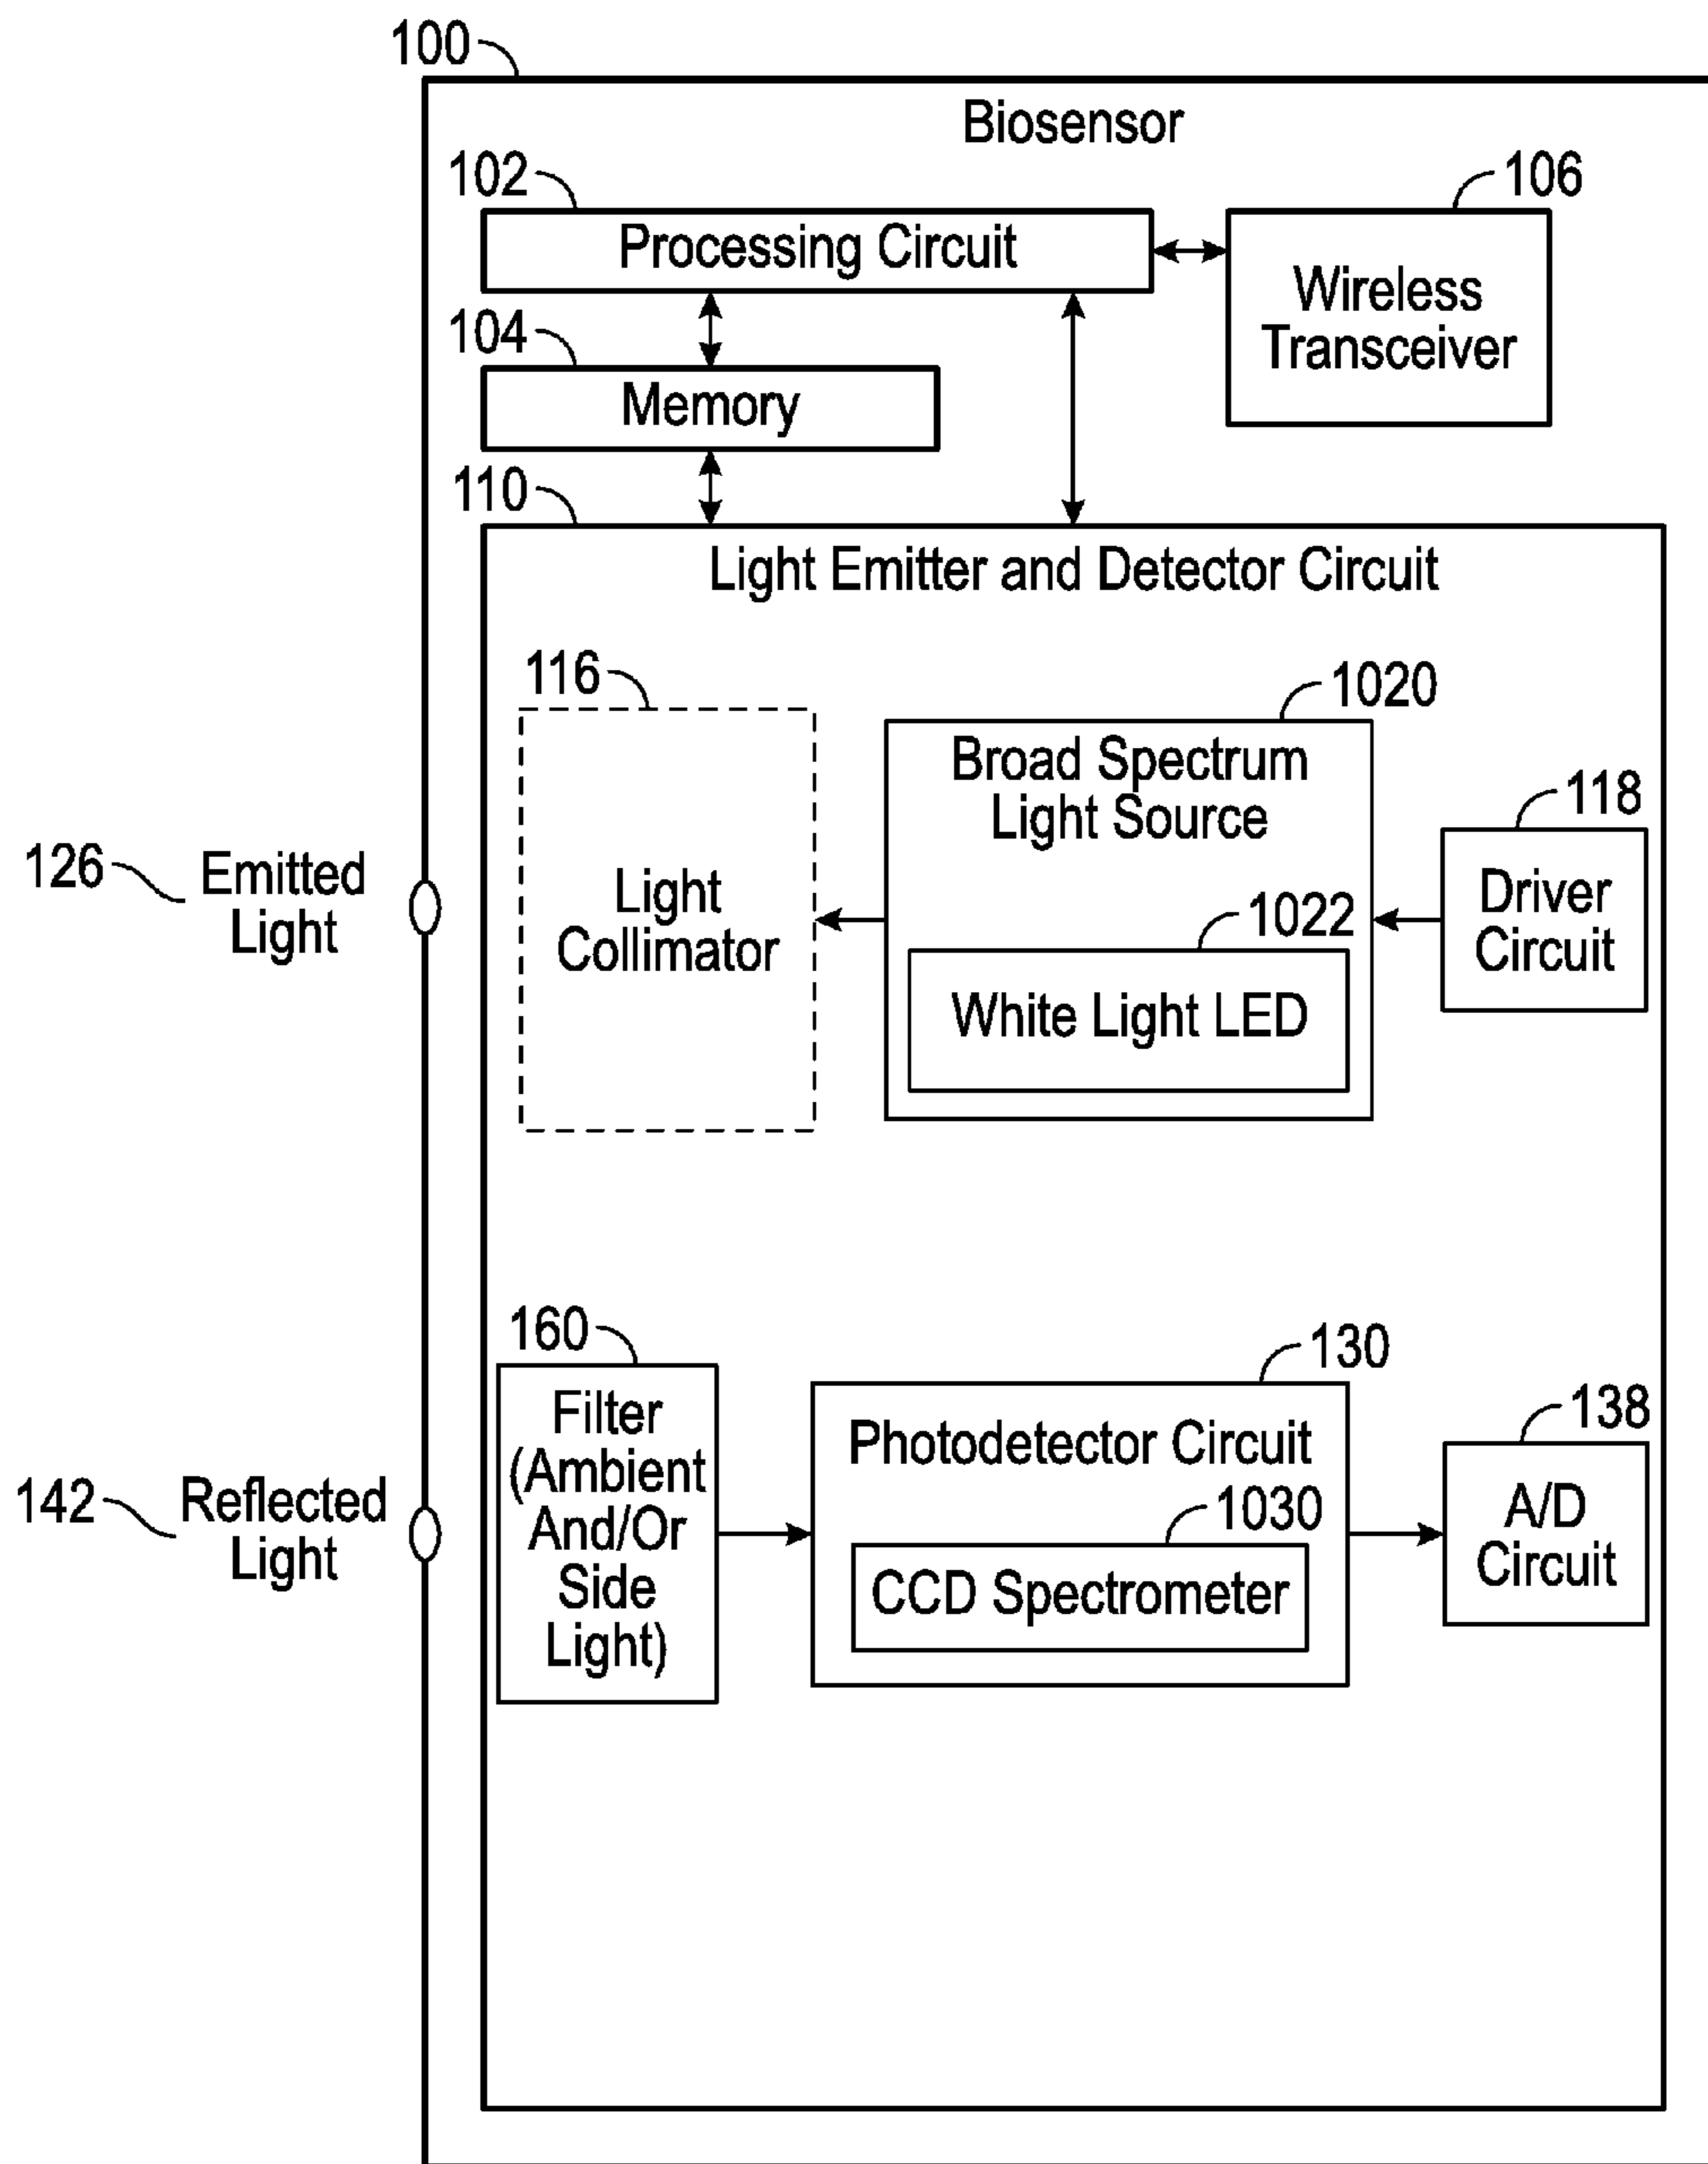 100
Biosensor
102
Processing Circuit
106
Wireless
Transceiver
104
Memory
110
Light Emitter and Detector Circuit
116
Light
Collimator
1020
Broad Spectrum
Light Source
1022
White Light LED
118
Driver
Circuit
126
Emitted
Light
160
Filter
(Ambient
And/Or
Side
Light)
130
Photodetector Circuit
1030
CCD Spectrometer
138
A/D
Circuit
142
Reflected
Light